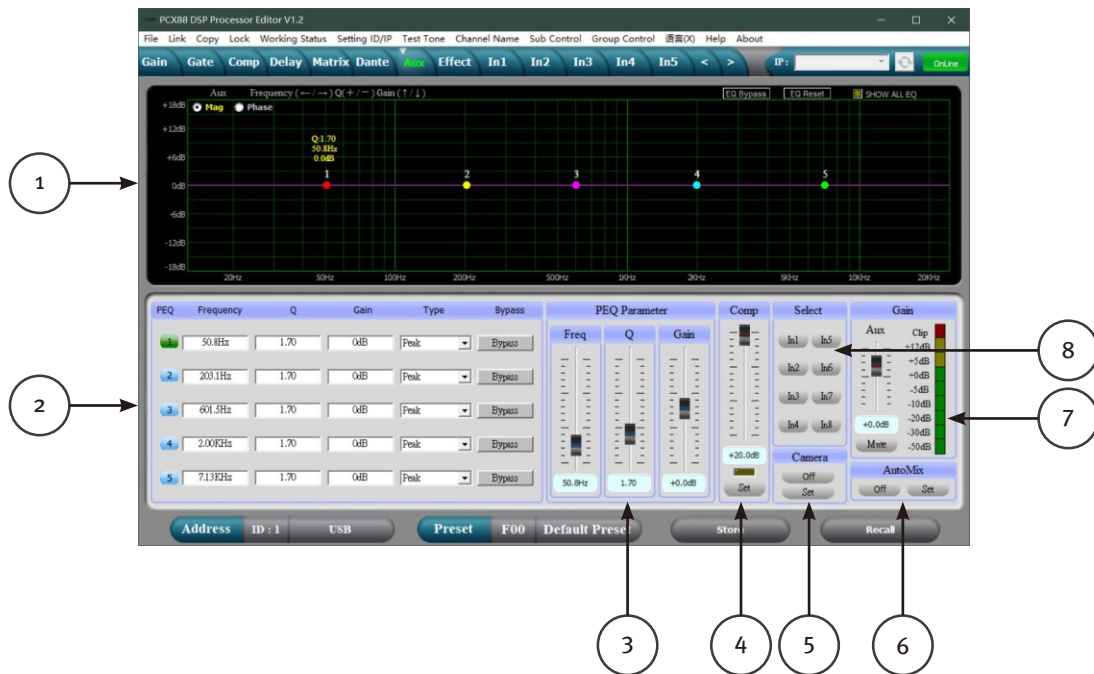 PCX88 DSP Processor Editor V1.2
File Link Copy Lock Working Status Setting ID/IP Test Tone Channel Name Sub Control Group Control 语言(X) Help About
Gain Gate Comp Delay Matrix Dante Aux Effect In1 In2 In3 In4 In5 < > IP: OnLine
Aux Frequency(←/→)Q(+/−)Gain(↑/↓) EQ Bypass EQ Reset SHOW ALL EQ
+18dB Mag Phase
+12dB
Q:1.70
50.8Hz
+6dB 0.0dB
1 2 3 4 5
0dB
-6dB
-12dB
-18dB
20Hz 50Hz 100Hz 200Hz 500Hz 1KHz 2KHz 5KHz 10KHz 20KHz
PEQ Frequency Q Gain Type Bypass
1 50.8Hz 1.70 0dB Peak Bypass
2 203.1Hz 1.70 0dB Peak Bypass
3 601.5Hz 1.70 0dB Peak Bypass
4 2.00KHz 1.70 0dB Peak Bypass
5 7.13KHz 1.70 0dB Peak Bypass
PEQ Parameter
Freq Q Gain
50.8Hz 1.70 +0.0dB
Comp
+20.0dB
Set
Select
In1 In5
In2 In6
In3 In7
In4 In8
Camera
Off
Set
Gain
Aux Clip
+12dB
+5dB
+0dB
-5dB
-10dB
-20dB
-30dB
-50dB
+0.0dB
Mute
AutoMix
Off Set
Address ID : 1 USB Preset F00 Default Preset Store Recall
1
2
3
4
5
6
7
8